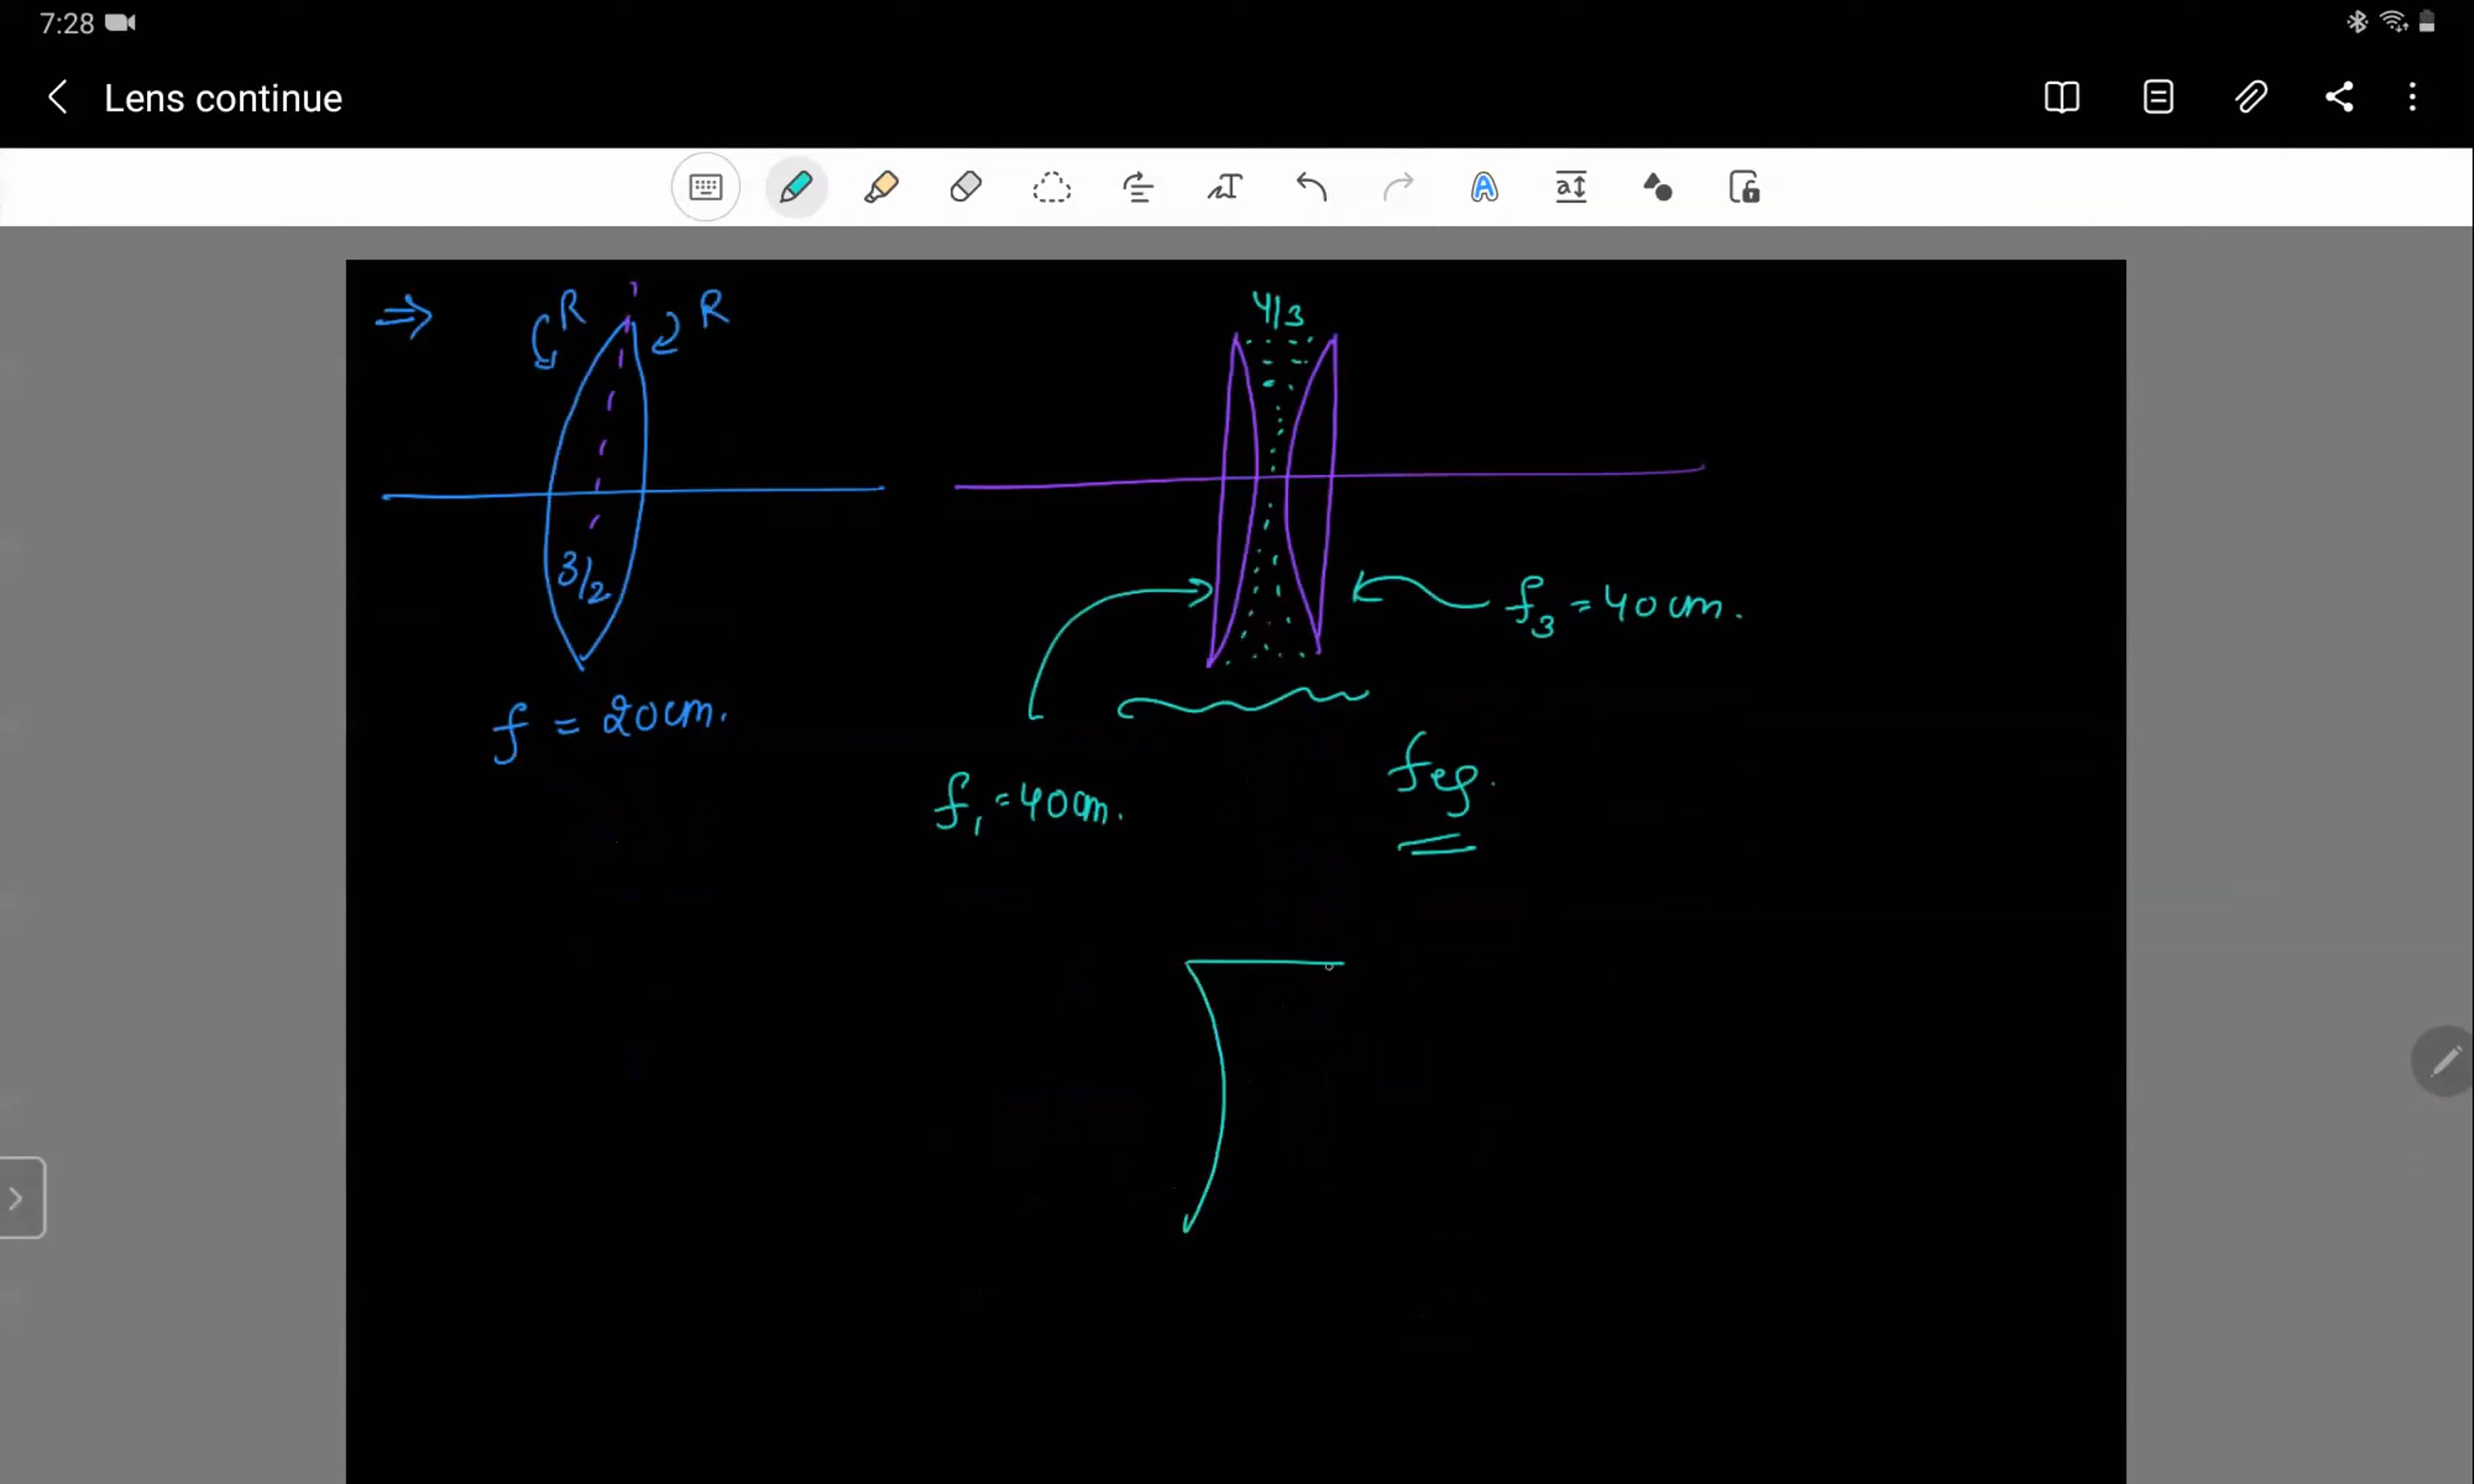 7:28
Lens continue
⇒ R R
4/3
3/2
f₃ = 40cm.
f = 20cm.
feq.
f₁ = 40cm.